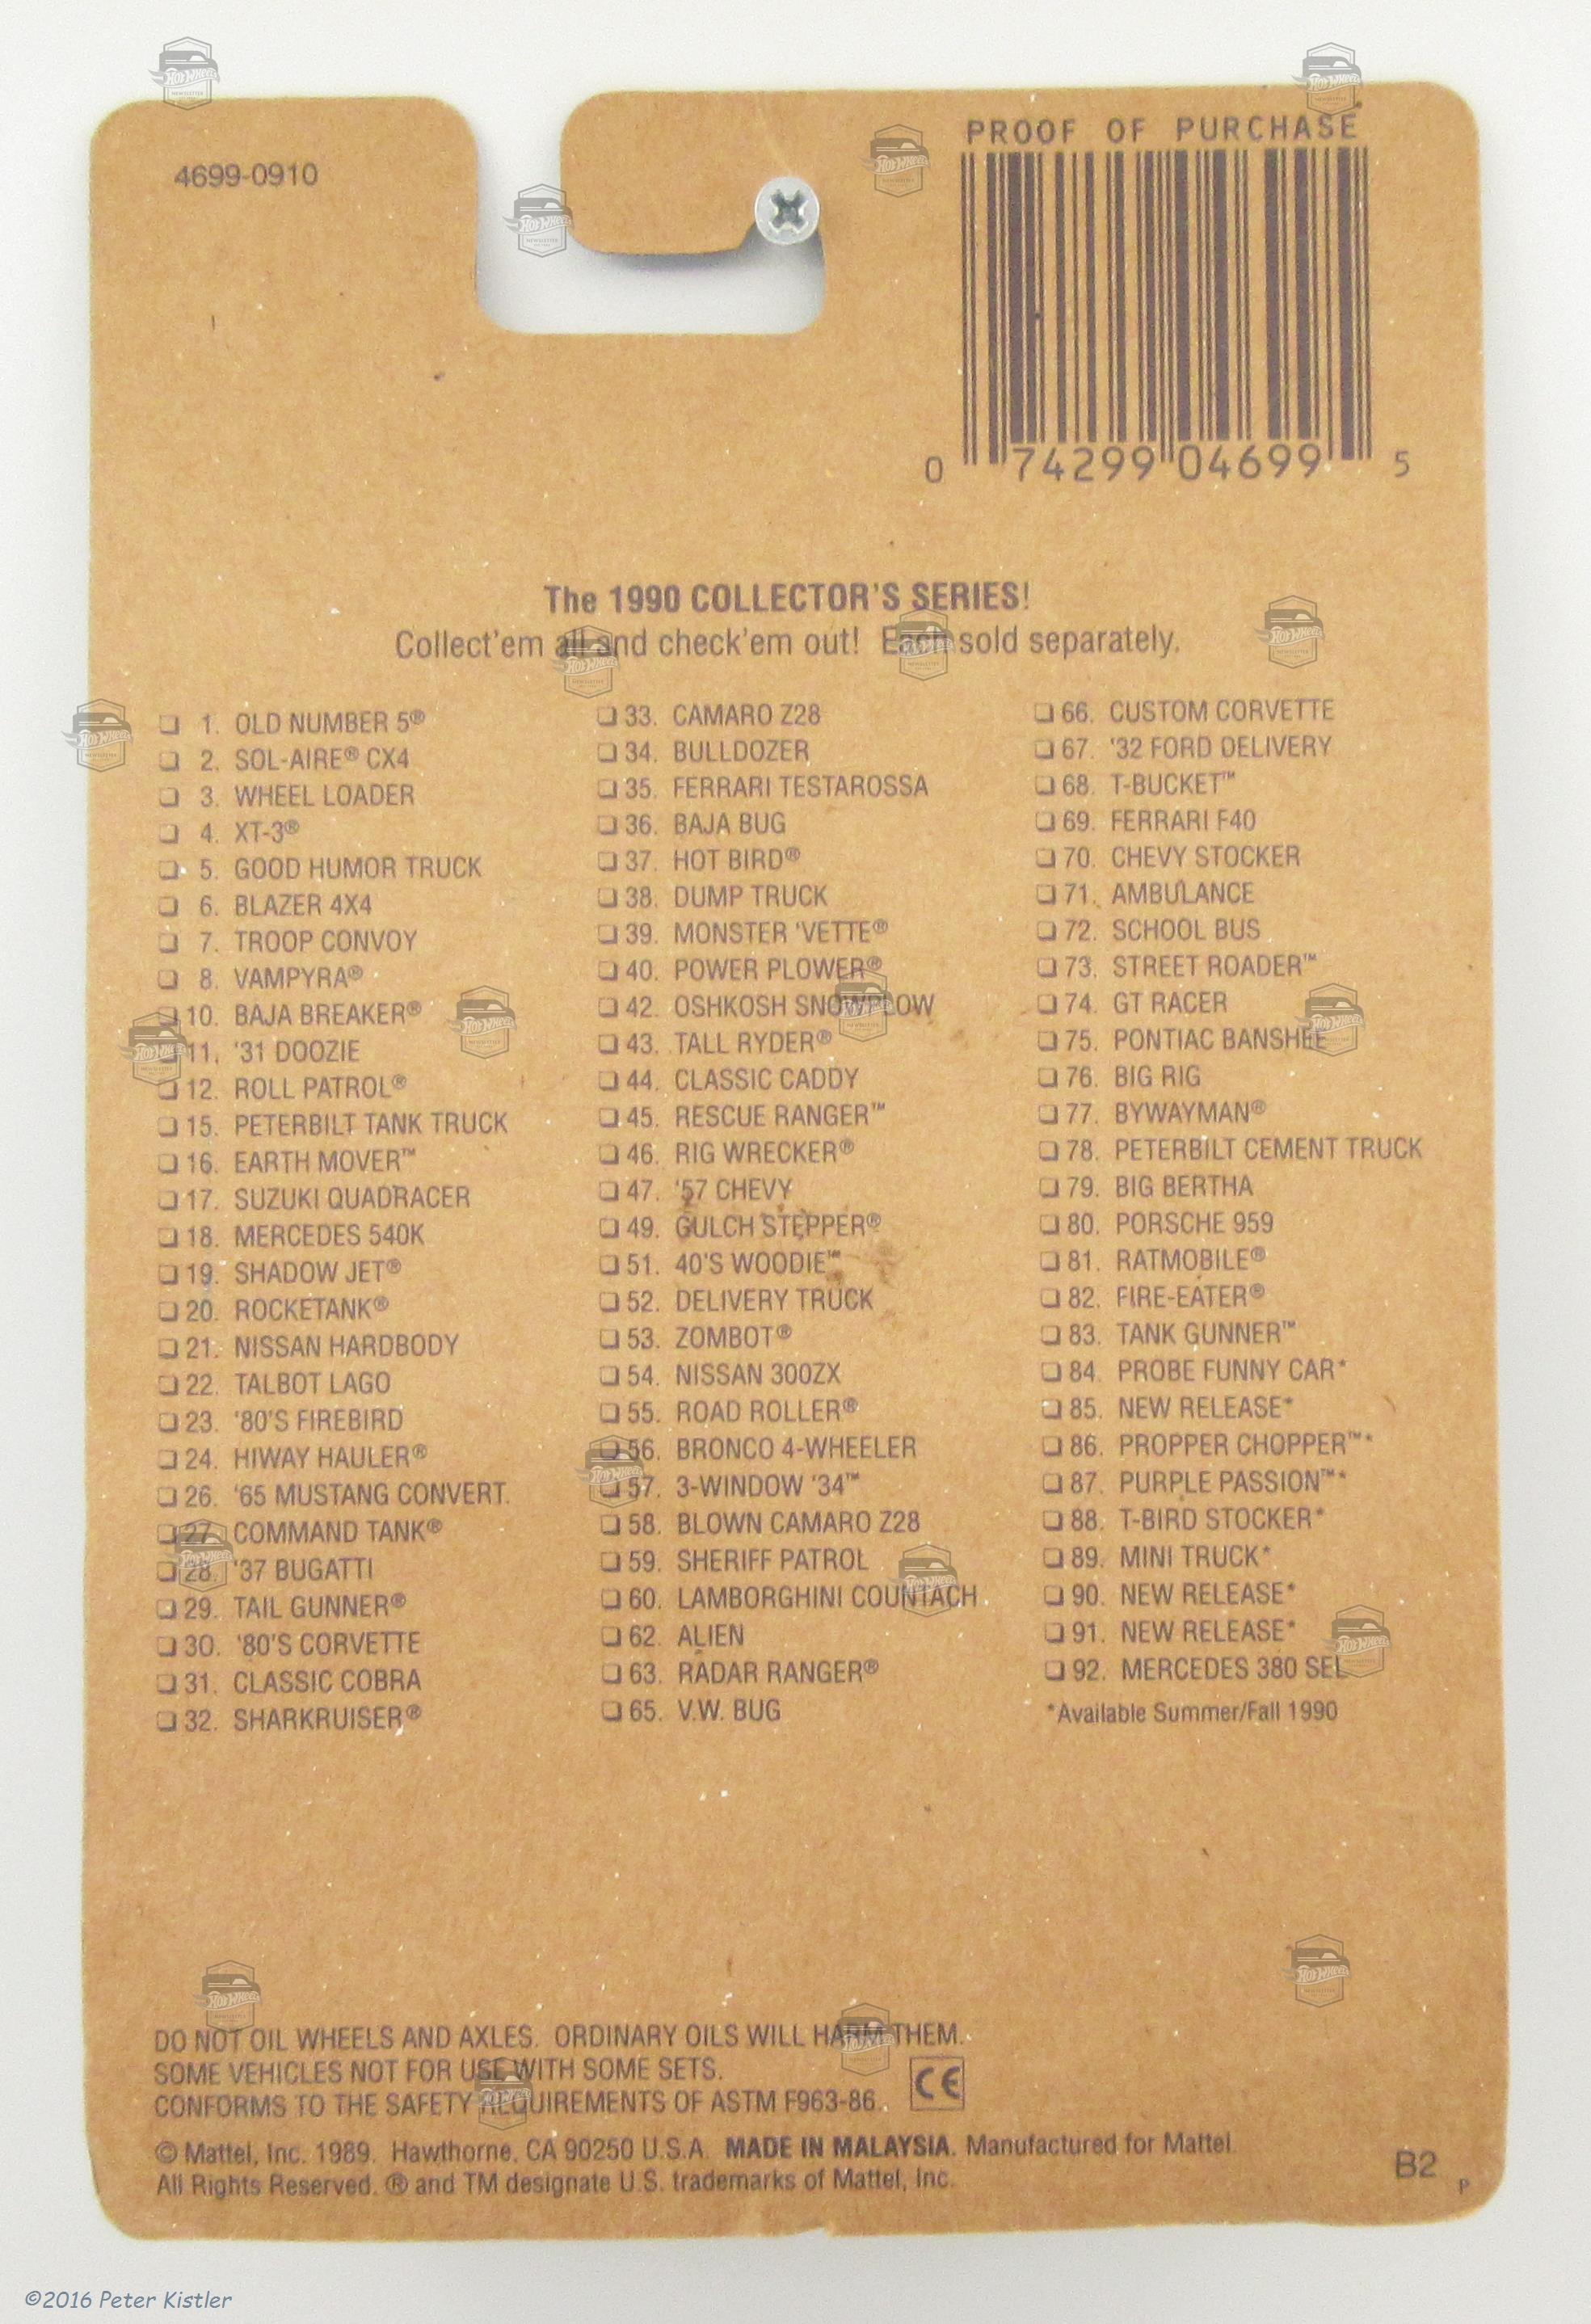 4699-0910
PROOF OF PURCHASE
0 74299 04699 5
The 1990 COLLECTOR'S SERIES!
Collect'em all and check'em out! Each sold separately.
1. OLD NUMBER 5®
2. SOL-AIRE® CX4
3. WHEEL LOADER
4. XT-3®
5. GOOD HUMOR TRUCK
6. BLAZER 4X4
7. TROOP CONVOY
8. VAMPYRA®
10. BAJA BREAKER®
11. '31 DOOZIE
12. ROLL PATROL®
15. PETERBILT TANK TRUCK
16. EARTH MOVER™
17. SUZUKI QUADRACER
18. MERCEDES 540K
19. SHADOW JET®
20. ROCKETANK®
21. NISSAN HARDBODY
22. TALBOT LAGO
23. '80'S FIREBIRD
24. HIWAY HAULER®
26. '65 MUSTANG CONVERT.
27. COMMAND TANK®
28. '37 BUGATTI
29. TAIL GUNNER®
30. '80'S CORVETTE
31. CLASSIC COBRA
32. SHARKRUISER®
33. CAMARO Z28
34. BULLDOZER
35. FERRARI TESTAROSSA
36. BAJA BUG
37. HOT BIRD®
38. DUMP TRUCK
39. MONSTER 'VETTE®
40. POWER PLOWER®
42. OSHKOSH SNOWPLOW
43. TALL RYDER®
44. CLASSIC CADDY
45. RESCUE RANGER™
46. RIG WRECKER®
47. '57 CHEVY
49. GULCH STEPPER®
51. 40'S WOODIE™
52. DELIVERY TRUCK
53. ZOMBOT®
54. NISSAN 300ZX
55. ROAD ROLLER®
56. BRONCO 4-WHEELER
57. 3-WINDOW '34™
58. BLOWN CAMARO Z28
59. SHERIFF PATROL
60. LAMBORGHINI COUNTACH
62. ALIEN
63. RADAR RANGER®
65. V.W. BUG
66. CUSTOM CORVETTE
67. '32 FORD DELIVERY
68. T-BUCKET™
69. FERRARI F40
70. CHEVY STOCKER
71. AMBULANCE
72. SCHOOL BUS
73. STREET ROADER™
74. GT RACER
75. PONTIAC BANSHEE
76. BIG RIG
77. BYWAYMAN®
78. PETERBILT CEMENT TRUCK
79. BIG BERTHA
80. PORSCHE 959
81. RATMOBILE®
82. FIRE-EATER®
83. TANK GUNNER™
84. PROBE FUNNY CAR*
85. NEW RELEASE*
86. PROPPER CHOPPER™*
87. PURPLE PASSION™*
88. T-BIRD STOCKER*
89. MINI TRUCK*
90. NEW RELEASE*
91. NEW RELEASE*
92. MERCEDES 380 SEL
*Available Summer/Fall 1990
DO NOT OIL WHEELS AND AXLES. ORDINARY OILS WILL HARM THEM.
SOME VEHICLES NOT FOR USE WITH SOME SETS.
CONFORMS TO THE SAFETY REQUIREMENTS OF ASTM F963-86.
CE
© Mattel, Inc. 1989. Hawthorne, CA 90250 U.S.A. MADE IN MALAYSIA. Manufactured for Mattel.
All Rights Reserved. ® and TM designate U.S. trademarks of Mattel, Inc.
B2
P
©2016 Peter Kistler